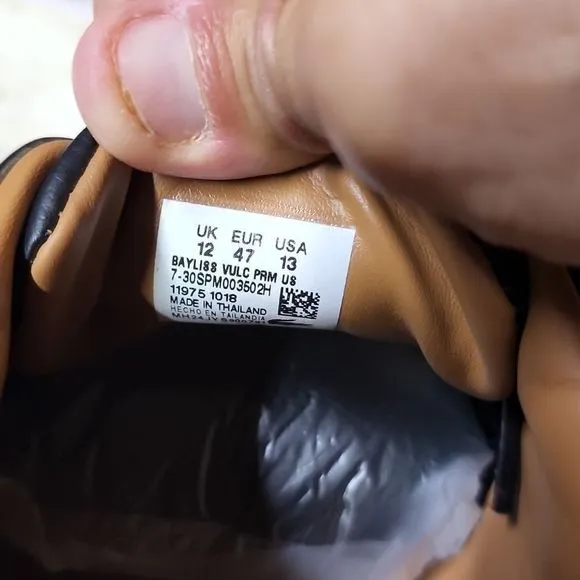 UK EUR USA
12 47 13
BAYLISS VULC PRM US
7-30SPM003502H
11975 1018
MADE IN THAILAND
HECHO EN TAILANDIA